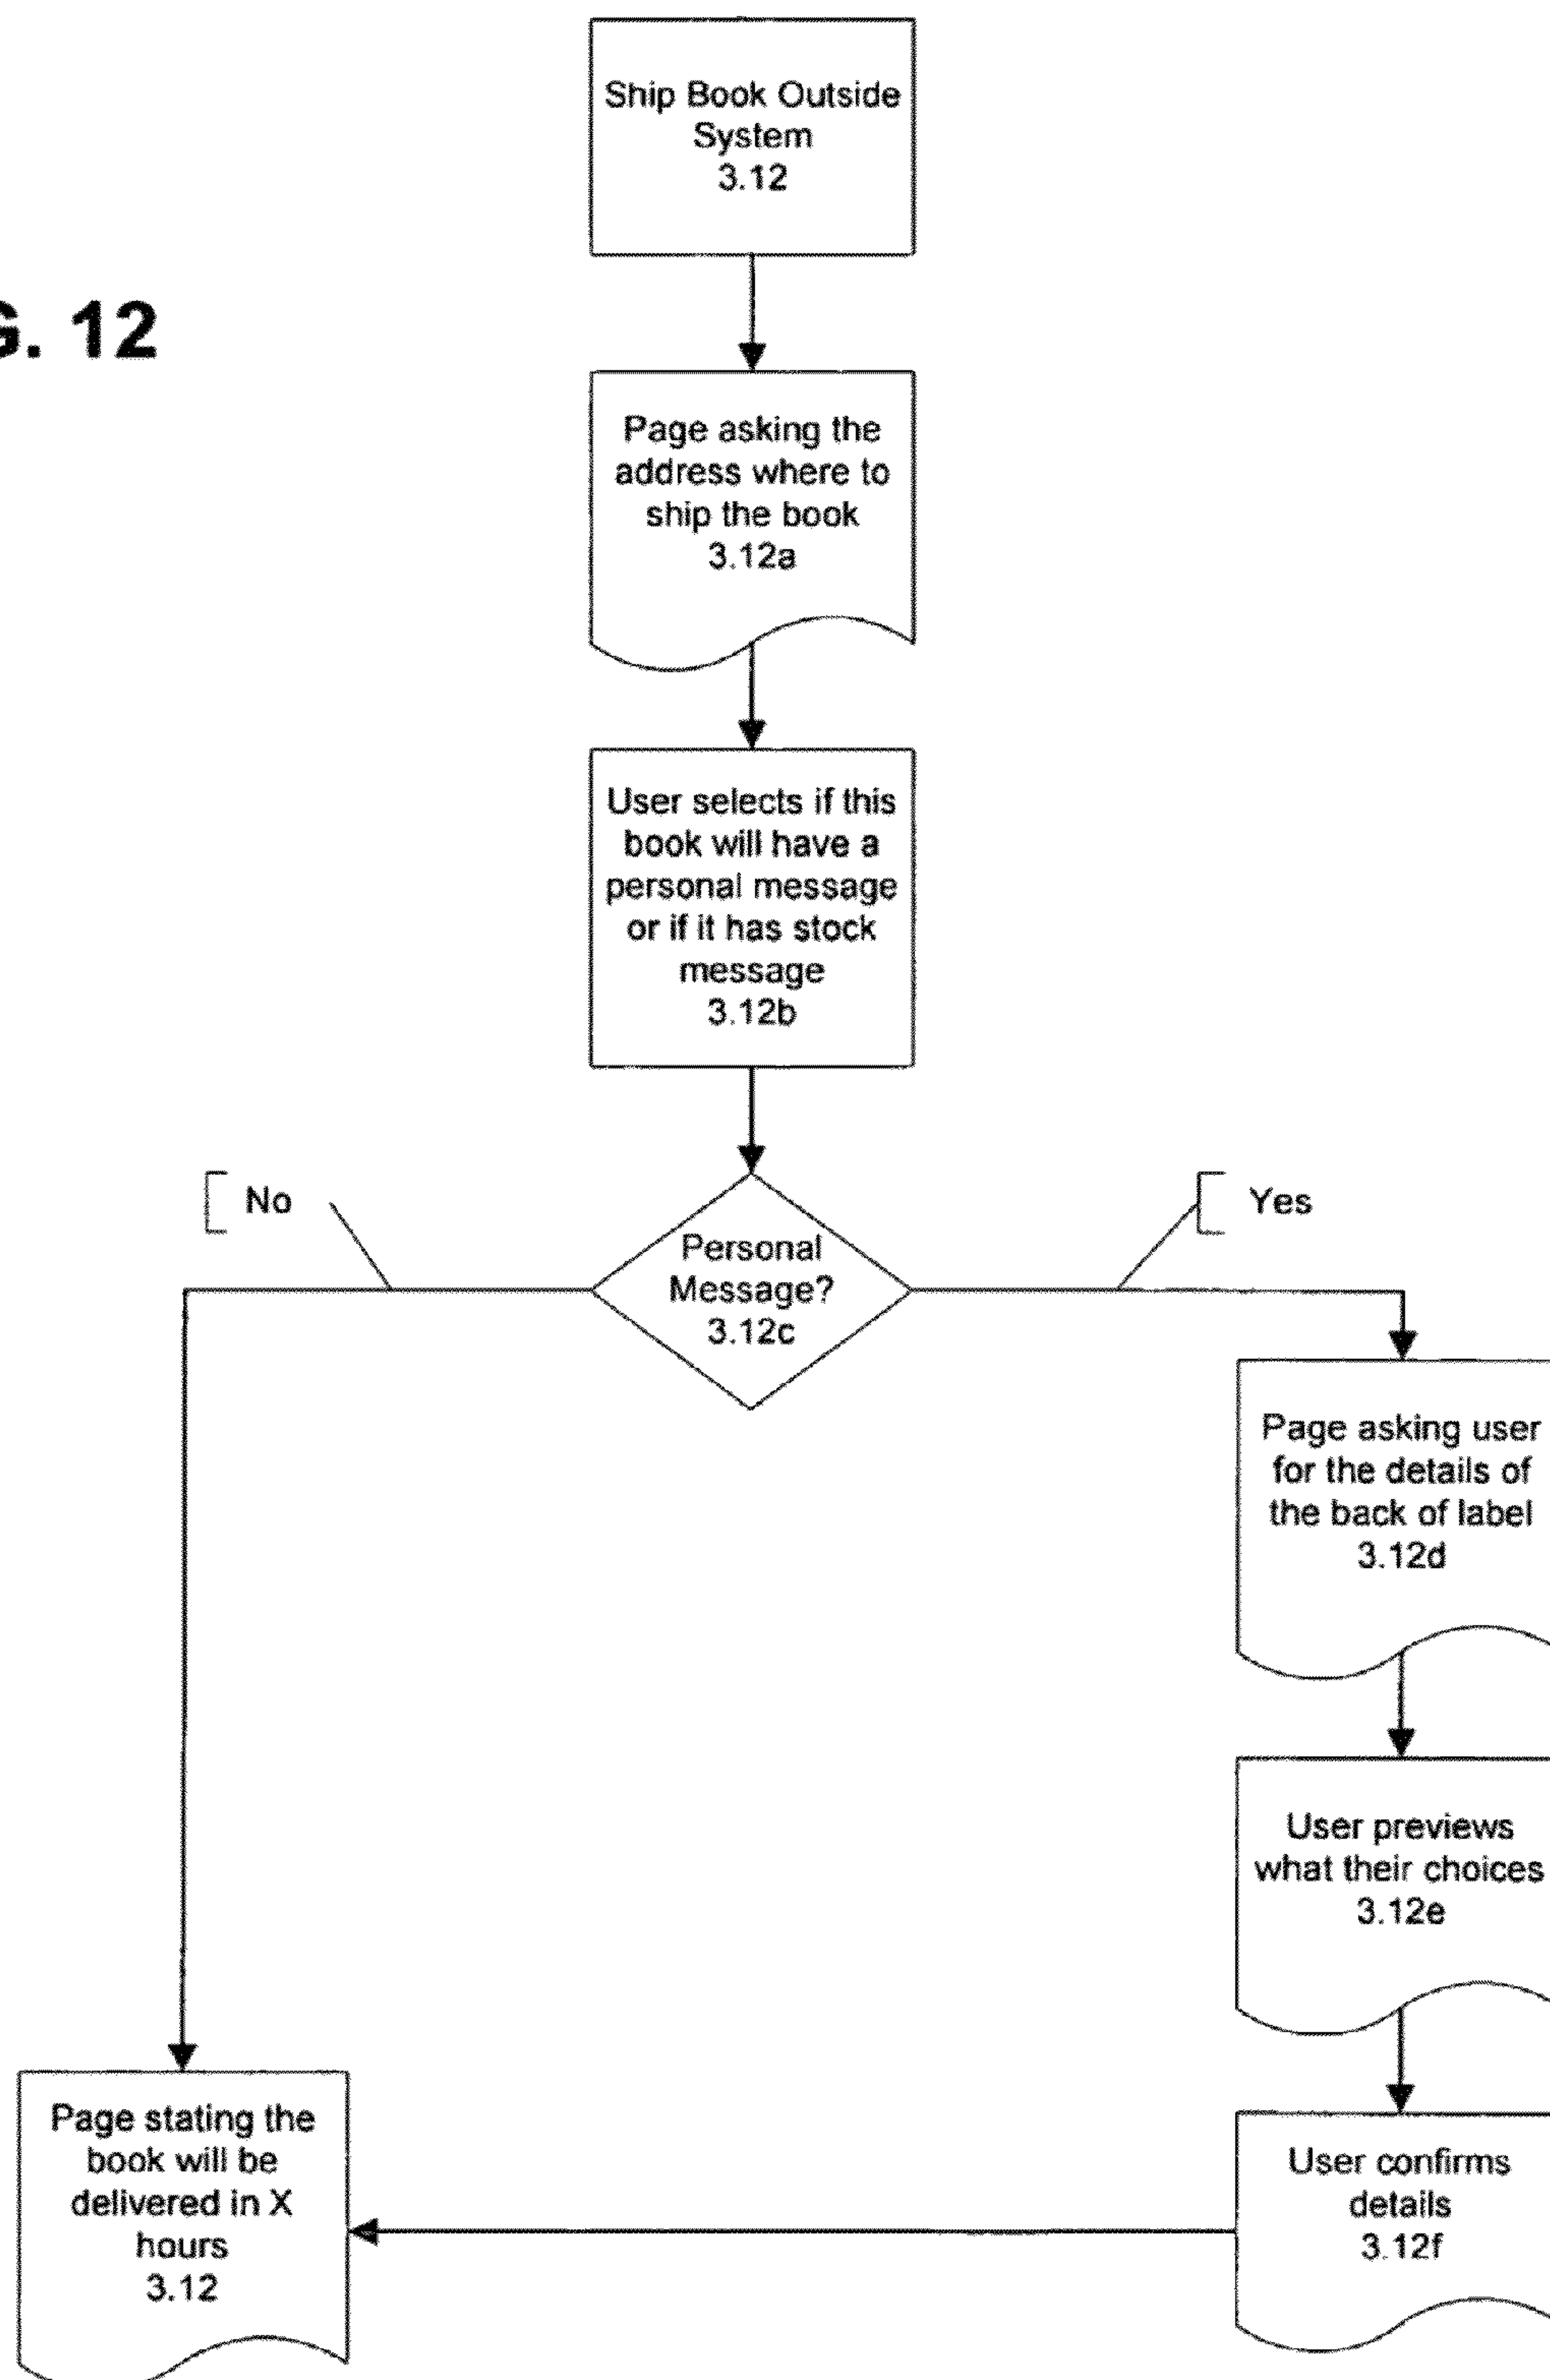 Ship Book Outside
System
3.12
G. 12
Page asking the
address where to
ship the book
3.12a
User selects if this
book will have a
personal message
or if it has stock
message
3.12b
No
Yes
Personal
Message?
3.12c
Page asking user
for the details of
the back of label
3.12d
User previews
what their choices
3.12e
Page stating the
book will be
delivered in X
hours
3.12
User confirms
details
3.12f